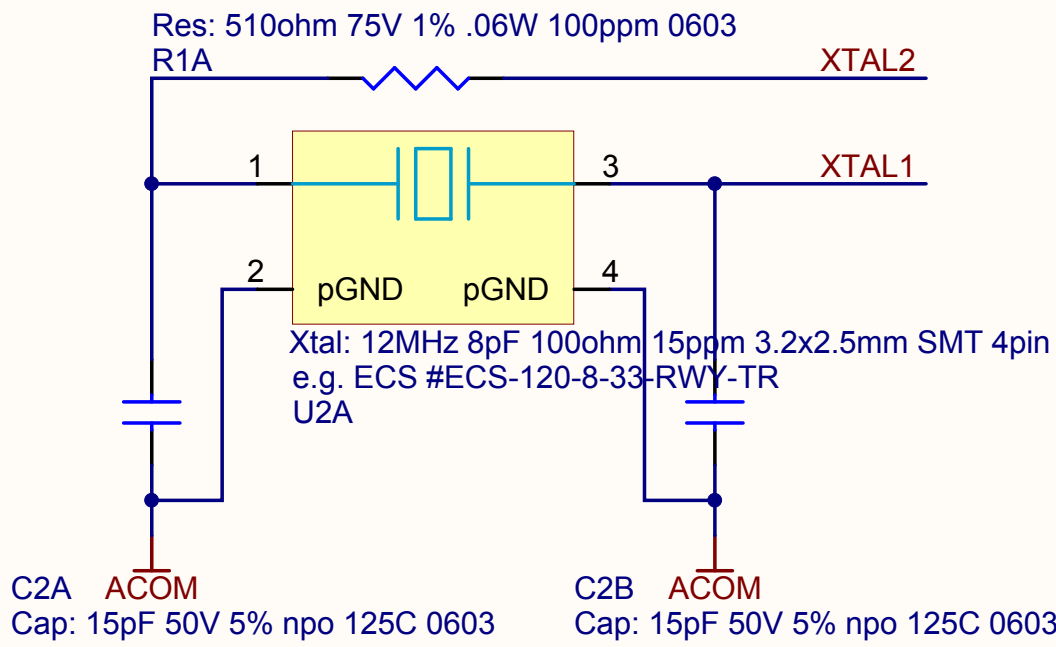 Res: 510ohm 75V 1% .06W 100ppm 0603
R1A
XTAL2
1
3
XTAL1
2
pGND
pGND
4
Xtal: 12MHz 8pF 100ohm 15ppm 3.2x2.5mm SMT 4pin
e.g. ECS #ECS-120-8-33-RWY-TR
U2A
C2A ACOM
Cap: 15pF 50V 5% npo 125C 0603
C2B ACOM
Cap: 15pF 50V 5% npo 125C 0603